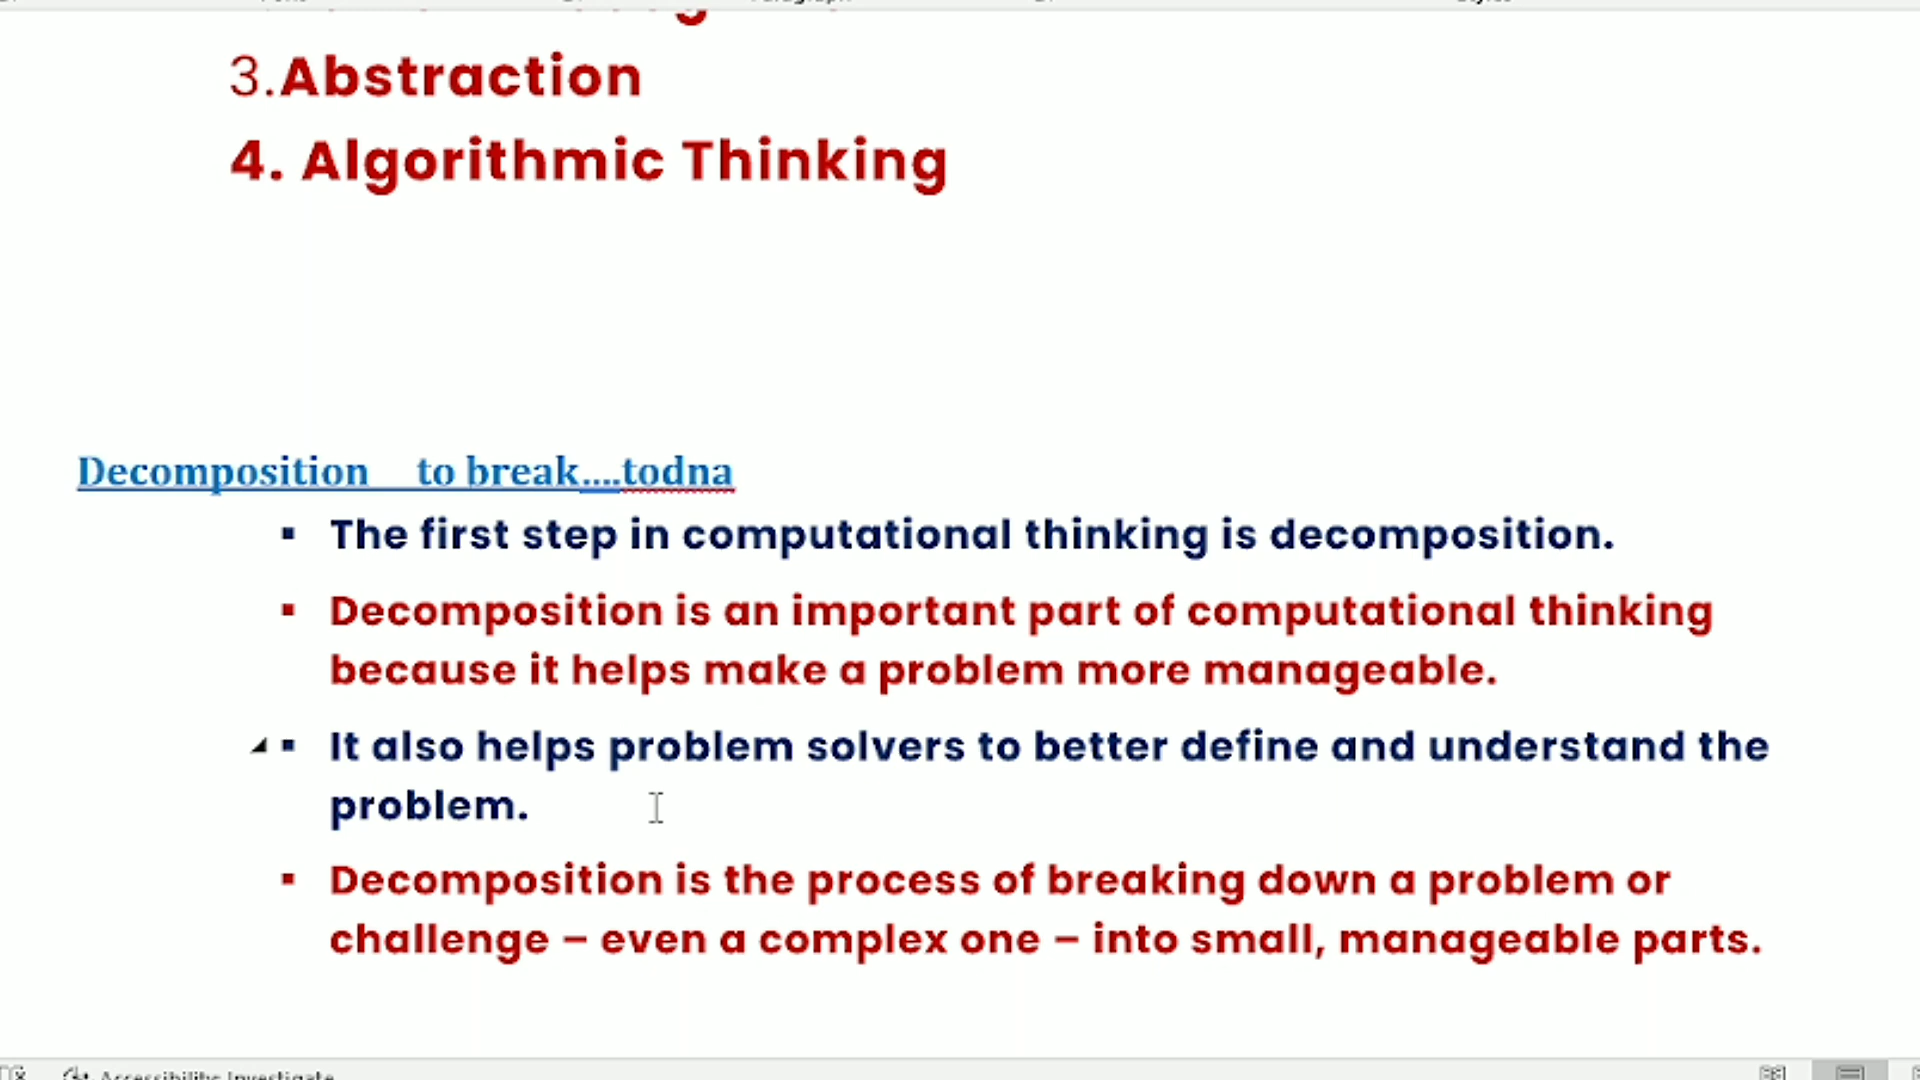 3.Abstraction
4. Algorithmic Thinking
Decomposition to break....todna
▪ The first step in computational thinking is decomposition.
▪ Decomposition is an important part of computational thinking
because it helps make a problem more manageable.
▪ It also helps problem solvers to better define and understand the
problem.
▪ Decomposition is the process of breaking down a problem or
challenge – even a complex one – into small, manageable parts.
Accessibility: Investigate